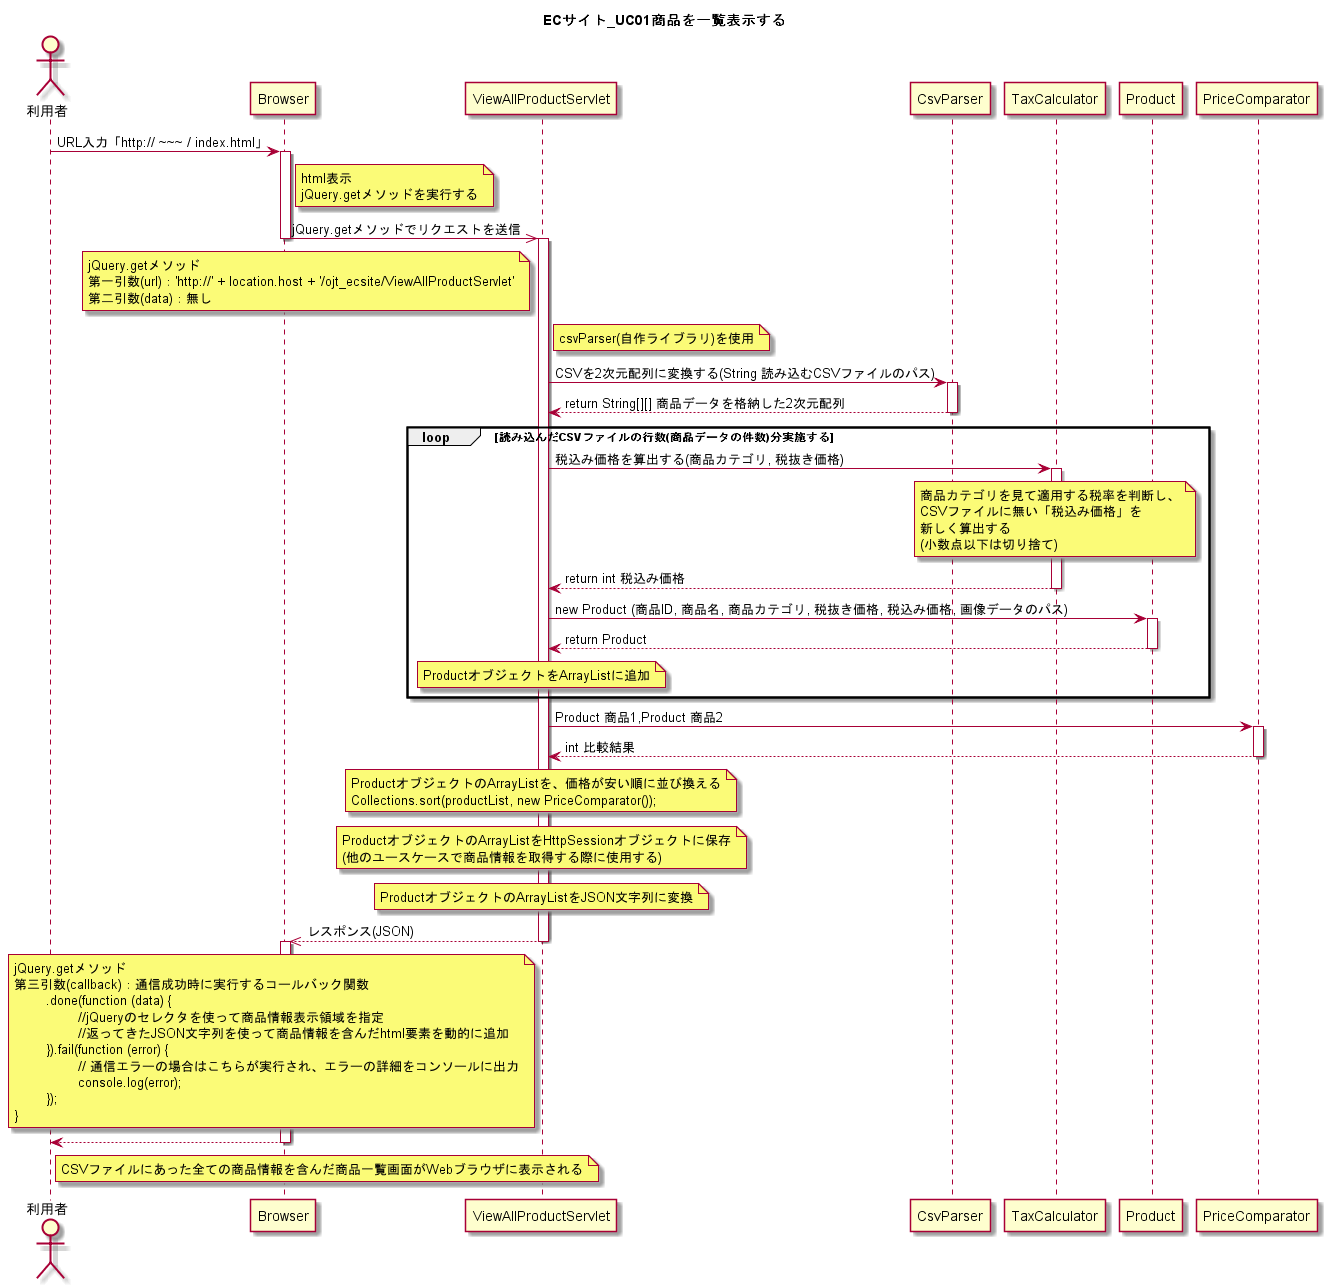 ECサイト_UC01商品を一覧表示する
利用者
Browser
ViewAllProductServlet
CsvParser
TaxCalculator
Product
PriceComparator
URL入力「http:// ~~~ / index.html」
html表示
jQuery.getメソッドを実行する
jQuery.getメソッドでリクエストを送信
jQuery.getメソッド
第一引数(url)：'http://' + location.host + '/ojt_ecsite/ViewAllProductServlet'
第二引数(data)：無し
csvParser(自作ライブラリ)を使用
CSVを2次元配列に変換する(String 読み込むCSVファイルのパス)
return String[][] 商品データを格納した2次元配列
loop
[読み込んだCSVファイルの行数(商品データの件数)分実施する]
税込み価格を算出する(商品カテゴリ, 税抜き価格)
商品カテゴリを見て適用する税率を判断し、
CSVファイルに無い「税込み価格」を
新しく算出する
(小数点以下は切り捨て)
return int 税込み価格
new Product (商品ID, 商品名, 商品カテゴリ, 税抜き価格, 税込み価格, 画像データのパス)
return Product
ProductオブジェクトをArrayListに追加
Product 商品1,Product 商品2
int 比較結果
ProductオブジェクトのArrayListを、価格が安い順に並び換える
Collections.sort(productList, new PriceComparator());
ProductオブジェクトのArrayListをHttpSessionオブジェクトに保存
(他のユースケースで商品情報を取得する際に使用する)
ProductオブジェクトのArrayListをJSON文字列に変換
レスポンス(JSON)
jQuery.getメソッド
第三引数(callback)：通信成功時に実行するコールバック関数
.done(function (data) {
//jQueryのセレクタを使って商品情報表示領域を指定
//返ってきたJSON文字列を使って商品情報を含んだhtml要素を動的に追加
}).fail(function (error) {
// 通信エラーの場合はこちらが実行され、エラーの詳細をコンソールに出力
console.log(error);
});
}
CSVファイルにあった全ての商品情報を含んだ商品一覧画面がWebブラウザに表示される
利用者
Browser
ViewAllProductServlet
CsvParser
TaxCalculator
Product
PriceComparator